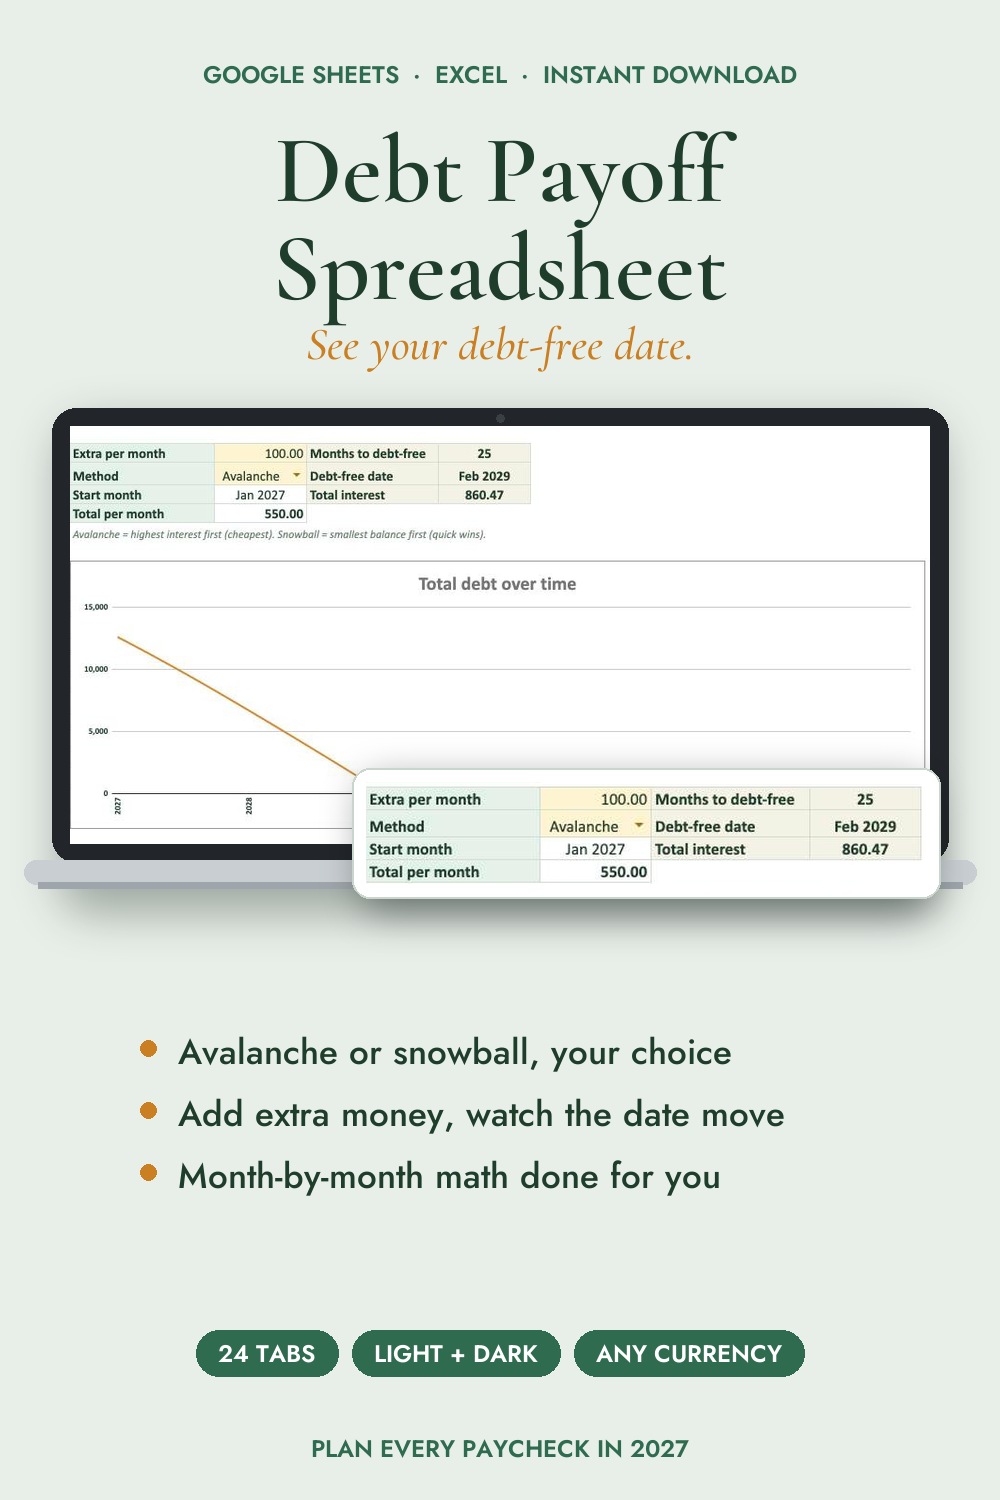 GOOGLE SHEETS · EXCEL · INSTANT DOWNLOAD
Debt Payoff
Spreadsheet
See your debt-free date.
Extra per month 100.00 Months to debt-free 25
Method Avalanche Debt-free date Feb 2029
Start month Jan 2027 Total interest 860.47
Total per month 550.00
Avalanche = highest interest first (cheapest). Snowball = smallest balance first (quick wins).
Total debt over time
15,000
10,000
5,000
0
2027 2028
Extra per month 100.00 Months to debt-free 25
Method Avalanche Debt-free date Feb 2029
Start month Jan 2027 Total interest 860.47
Total per month 550.00
Avalanche or snowball, your choice
Add extra money, watch the date move
Month-by-month math done for you
24 TABS LIGHT + DARK ANY CURRENCY
PLAN EVERY PAYCHECK IN 2027